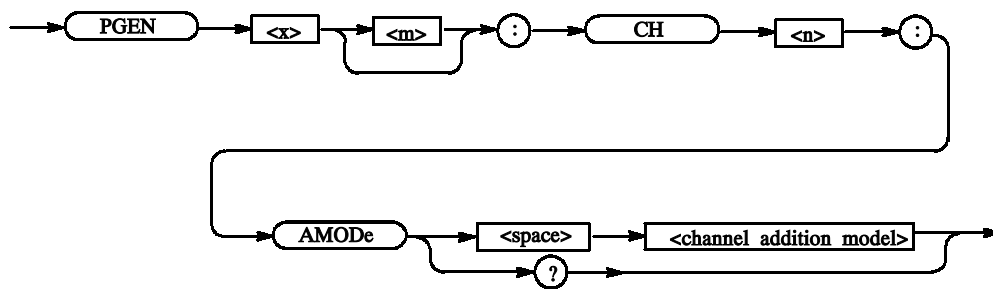 PGEN <x> <m> : CH <n> :
AMODe <space> <channel addition model>
?